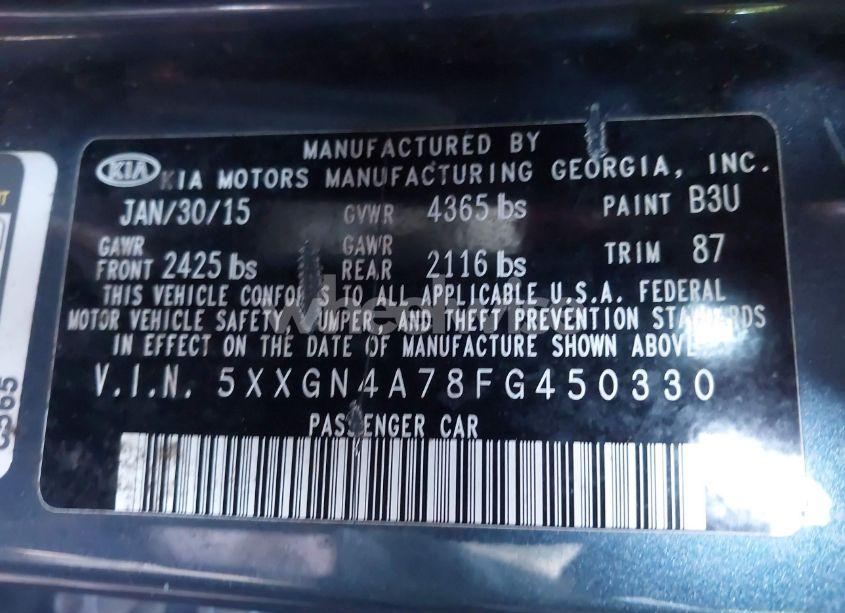 MANUFACTURED BY
KIA KIA MOTORS MANUFACTURING GEORGIA, INC.
JAN/30/15 GVWR 4365 lbs PAINT B3U
GAWR FRONT 2425 lbs GAWR REAR 2116 lbs TRIM 87
THIS VEHICLE CONFORMS TO ALL APPLICABLE U.S.A. FEDERAL
MOTOR VEHICLE SAFETY, BUMPER, AND THEFT PREVENTION STANDARDS
IN EFFECT ON THE DATE OF MANUFACTURE SHOWN ABOVE
V.I.N. 5XXGN4A78FG450330
PASSENGER CAR